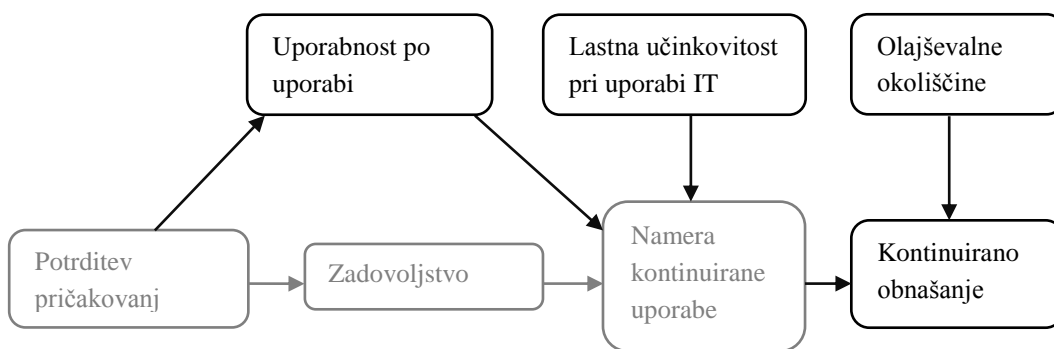 Uporabnost po
uporabi
Lastna učinkovitost
pri uporabi IT
Olajševalne
okoliščine
Potrditev
pričakovanj
Zadovoljstvo
Namera
kontinuirane
uporabe
Kontinuirano
obnašanje